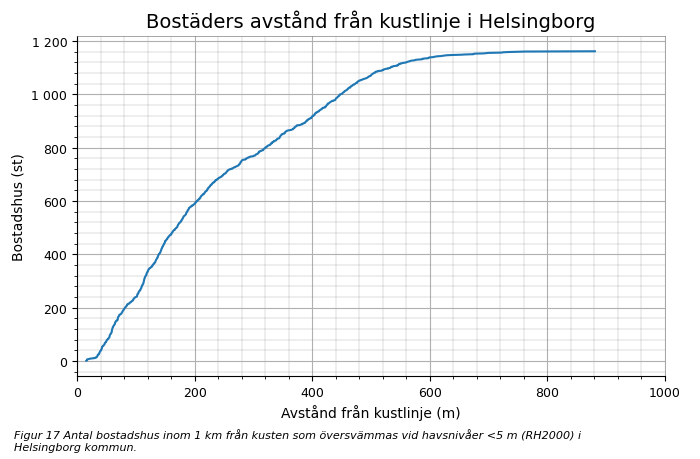 Bostäders avstånd från kustlinje i Helsingborg
1 200
1 000
800
600
400
200
0
Bostadshus (st)
0 200 400 600 800 1000
Avstånd från kustlinje (m)
Figur 17 Antal bostadshus inom 1 km från kusten som översvämmas vid havsnivåer <5 m (RH2000) i
Helsingborg kommun.